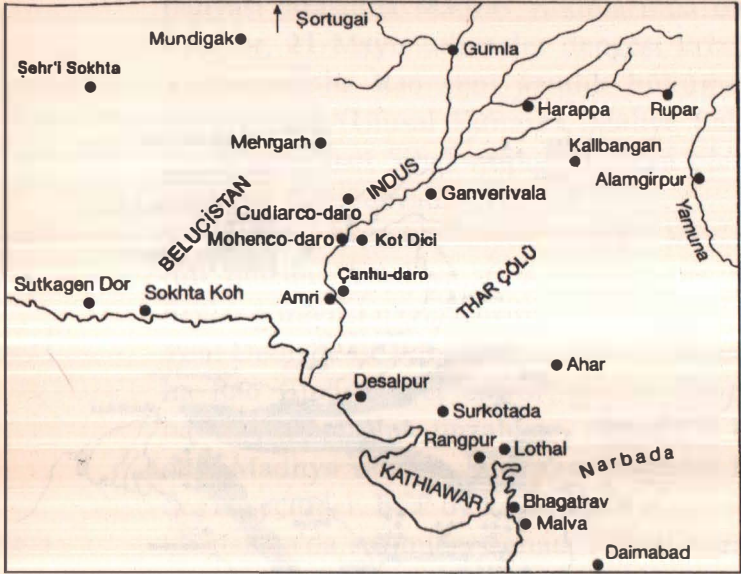 Şortugai
Mundigak
Gumla
Şehr'i Sokhta
Harappa
Rupar
Mehrgarh
Kallbangan
INDUS
Alamgirpur
Ganverivala
BELUCİSTAN
Cudiarco-daro
Yamuna
Mohenco-daro
Kot Dici
Çanhu-daro
THAR ÇÖLÜ
Sutkagen Dor
Sokhta Koh
Amri
Ahar
Desalpur
Surkotada
Rangpur
Lothal
Narbada
KATHIAWAR
Bhagatrav
Malva
Daimabad